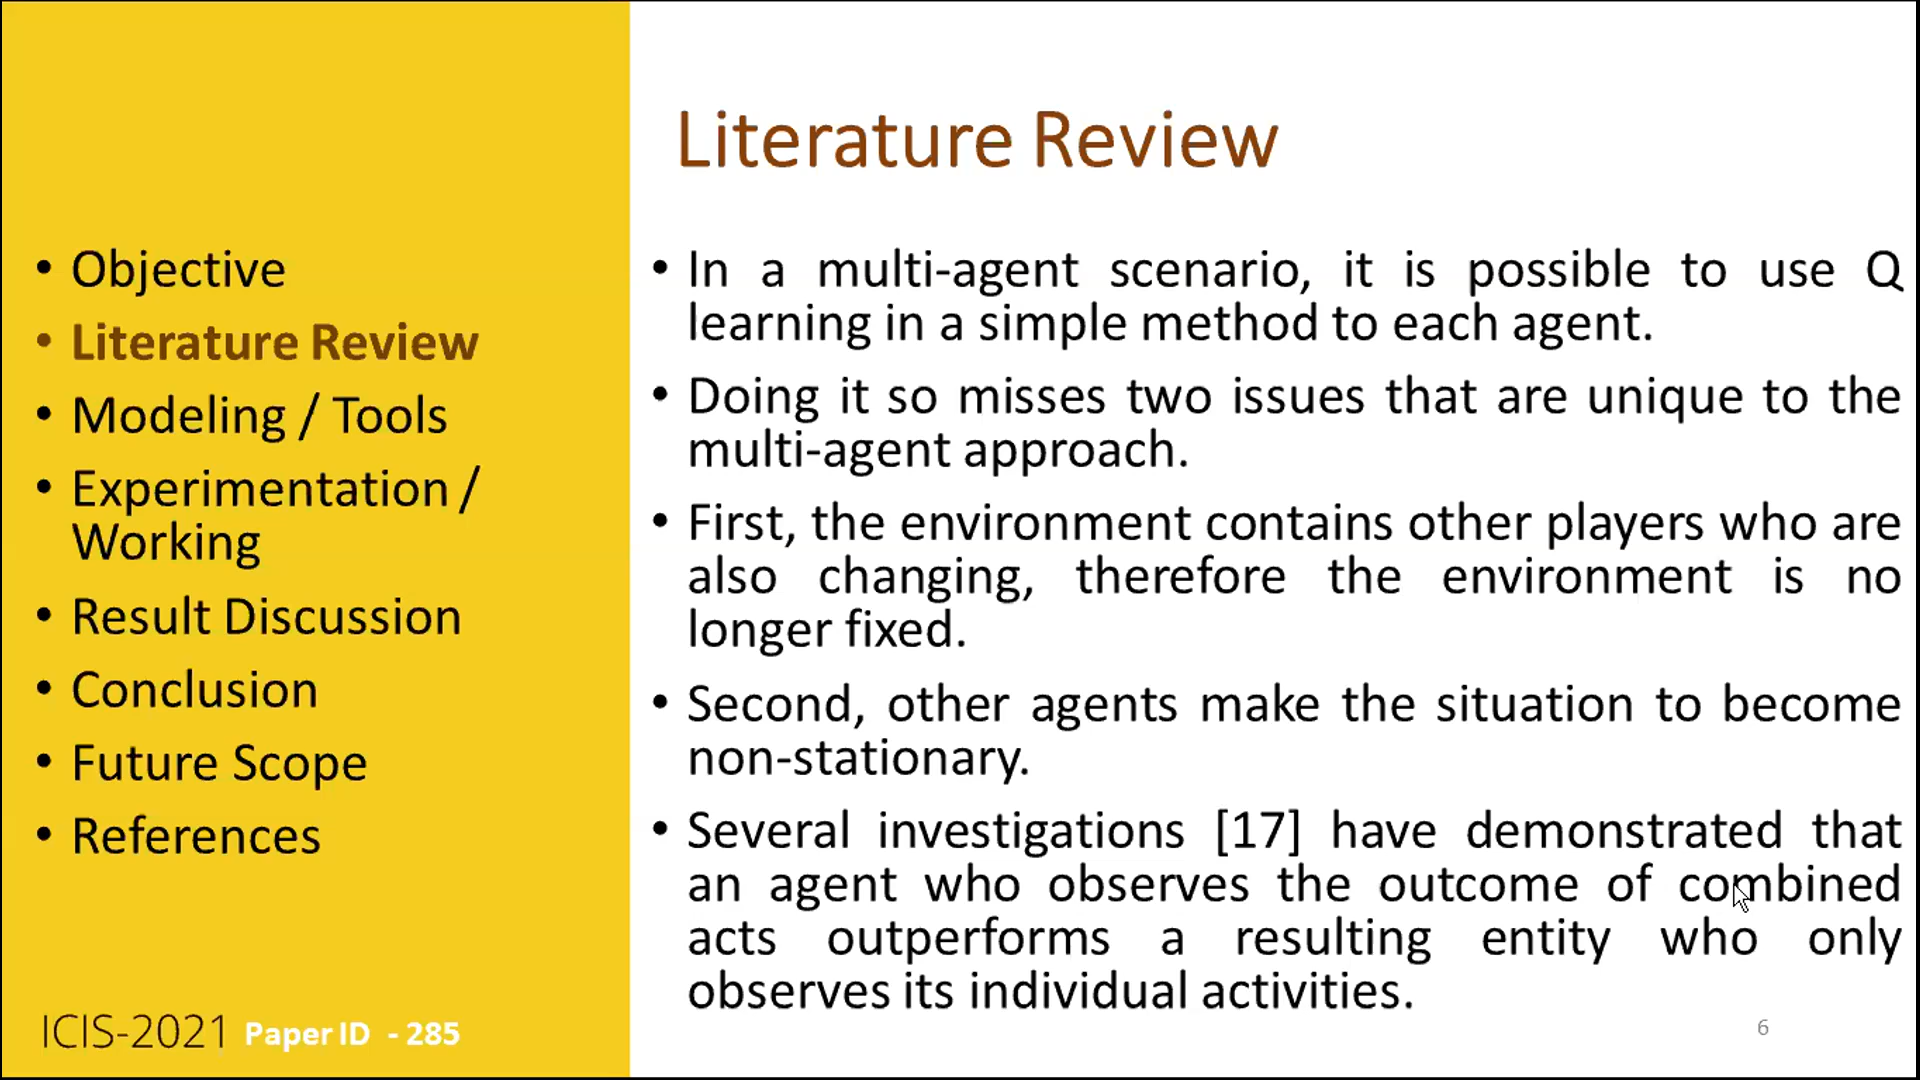 Literature Review
• Objective
• Literature Review
• Modeling / Tools
• Experimentation /
Working
• Result Discussion
• Conclusion
• Future Scope
• References
• In a multi-agent scenario, it is possible to use Q
learning in a simple method to each agent.
• Doing it so misses two issues that are unique to the
multi-agent approach.
• First, the environment contains other players who are
also changing, therefore the environment is no
longer fixed.
• Second, other agents make the situation to become
non-stationary.
• Several investigations [17] have demonstrated that
an agent who observes the outcome of combined
acts outperforms a resulting entity who only
observes its individual activities.
ICIS-2021 Paper ID - 285
6